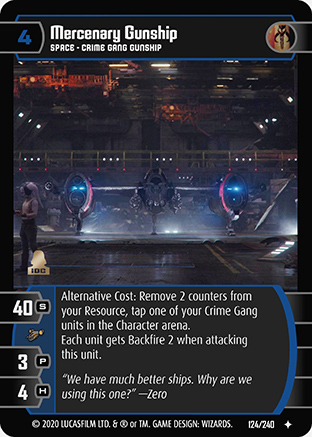 4 Mercenary Gunship
SPACE - CRIME GANG GUNSHIP
IDC
40 S
Alternative Cost: Remove 2 counters from
your Resource, tap one of your Crime Gang
units in the Character arena.
Each unit gets Backfire 2 when attacking
this unit.
3 P
4 H
“We have much better ships. Why are we
using this one?” —Zero
© 2020 LUCASFILM LTD. & ® or TM. GAME DESIGN: WIZARDS. 124/240